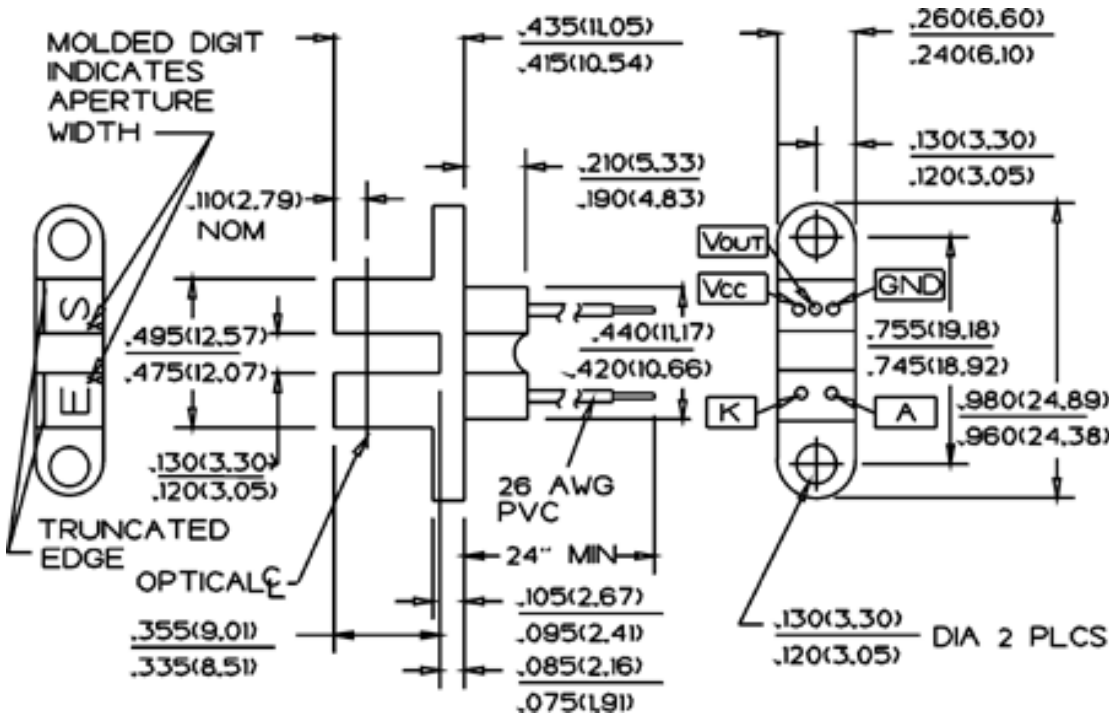 MOLDED DIGIT
INDICATES
APERTURE
WIDTH
.435(11.05)
.415(10.54)
.260(6.60)
.240(6.10)
.130(3.30)
.120(3.05)
.210(5.33)
.190(4.83)
.110(2.79)
NOM
VOUT
VCC
GND
S
E
.495(12.57)
.475(12.07)
.440(11.17)
.420(10.66)
.755(19.18)
.745(18.92)
K
A
.980(24.89)
.960(24.38)
.130(3.30)
.120(3.05)
26 AWG
PVC
TRUNCATED
EDGE
24" MIN
OPTICAL ℄
.105(2.67)
.095(2.41)
.355(9.01)
.335(8.51)
.085(2.16)
.075(1.91)
.130(3.30)
.120(3.05)
DIA 2 PLCS